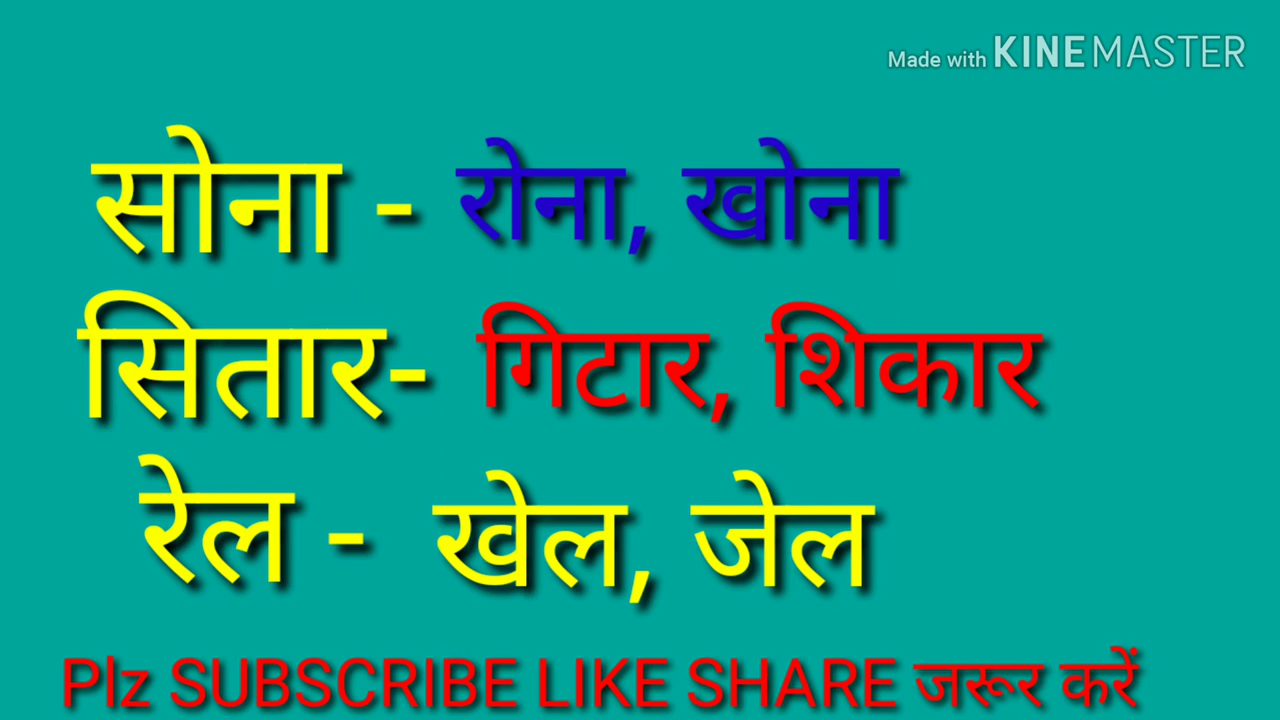 Made with KINEMASTER
सोना - रोना, खोना
सितार- गिटार, शिकार
रेल - खेल, जेल
Plz SUBSCRIBE LIKE SHARE जरूर करें